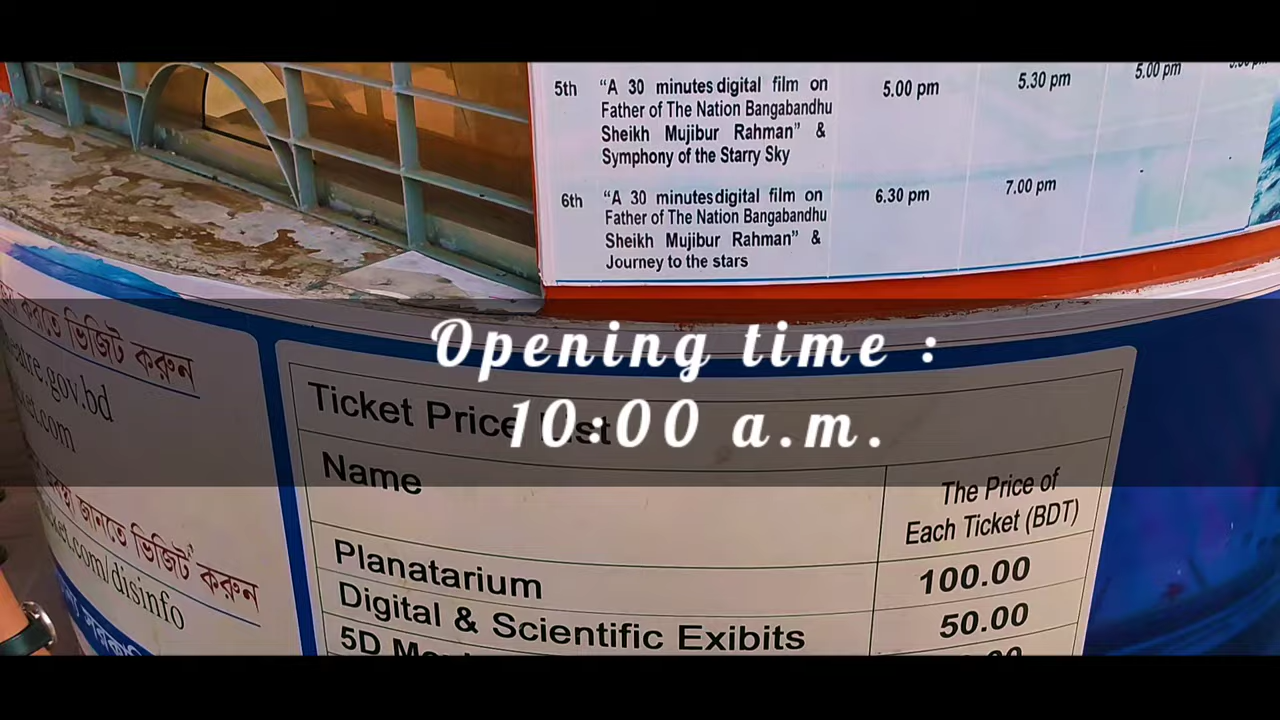 5th “A 30 minutes digital film on 5.00 pm 5.30 pm 5.00 pm
Father of The Nation Bangabandhu
Sheikh Mujibur Rahman” &
Symphony of the Starry Sky
6th “A 30 minutes digital film on 6.30 pm 7.00 pm
Father of The Nation Bangabandhu
Sheikh Mujibur Rahman” &
Journey to the stars
Opening time :
10:00 a.m.
করতে ভিজিট করুন
.gov.bd
.com
জানতে ভিজিট করুন
.com/disinfo
Ticket Price List
Name The Price of
Each Ticket (BDT)
Planatarium 100.00
Digital & Scientific Exibits 50.00
5D